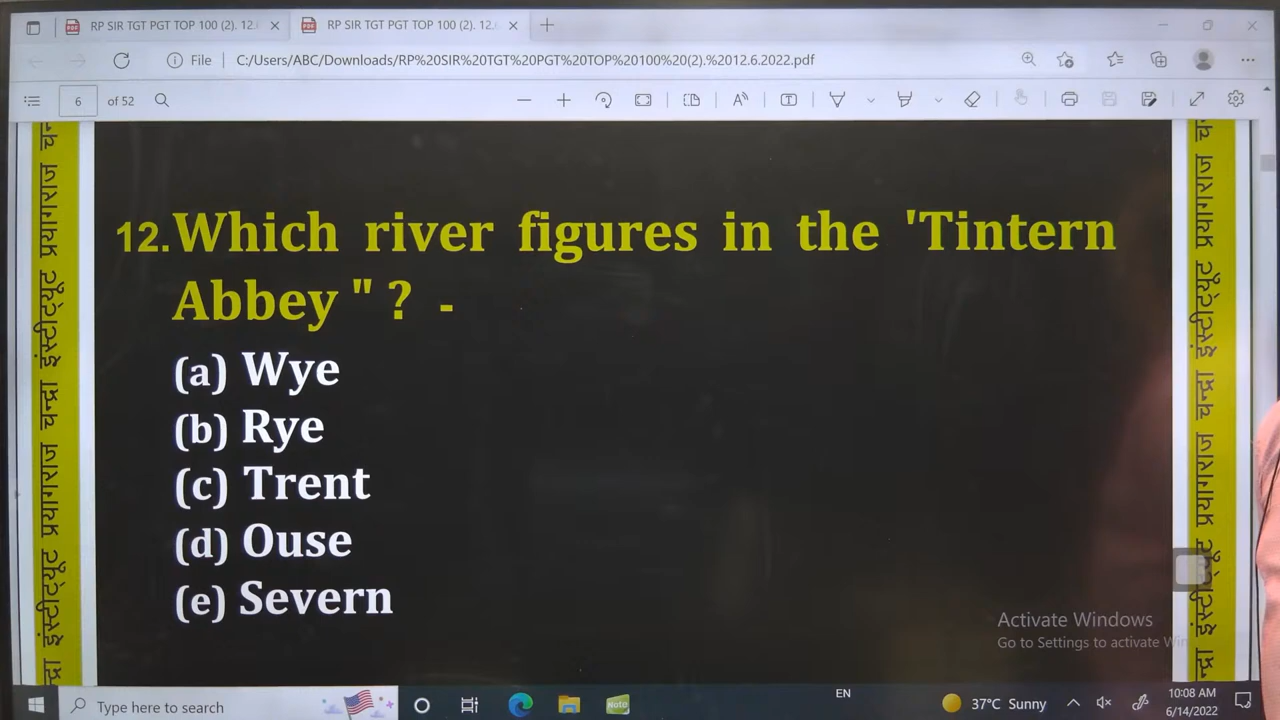 RP SIR TGT PGT TOP 100 (2). 12.
RP SIR TGT PGT TOP 100 (2). 12.6
File
C:/Users/ABC/Downloads/RP%20SIR%20TGT%20PGT%20TOP%20100%20(2).%2012.6.2022.pdf
6 of 52
12.Which river figures in the 'Tintern
Abbey " ? -
(a) Wye
(b) Rye
(c) Trent
(d) Ouse
(e) Severn
चन्द्रा इंस्टीट्यूट प्रयागराज
चन्द्रा इंस्टीट्यूट प्रयागराज
Activate Windows
Go to Settings to activate Win
Type here to search
Note
EN
37°C Sunny
10:08 AM
6/14/2022